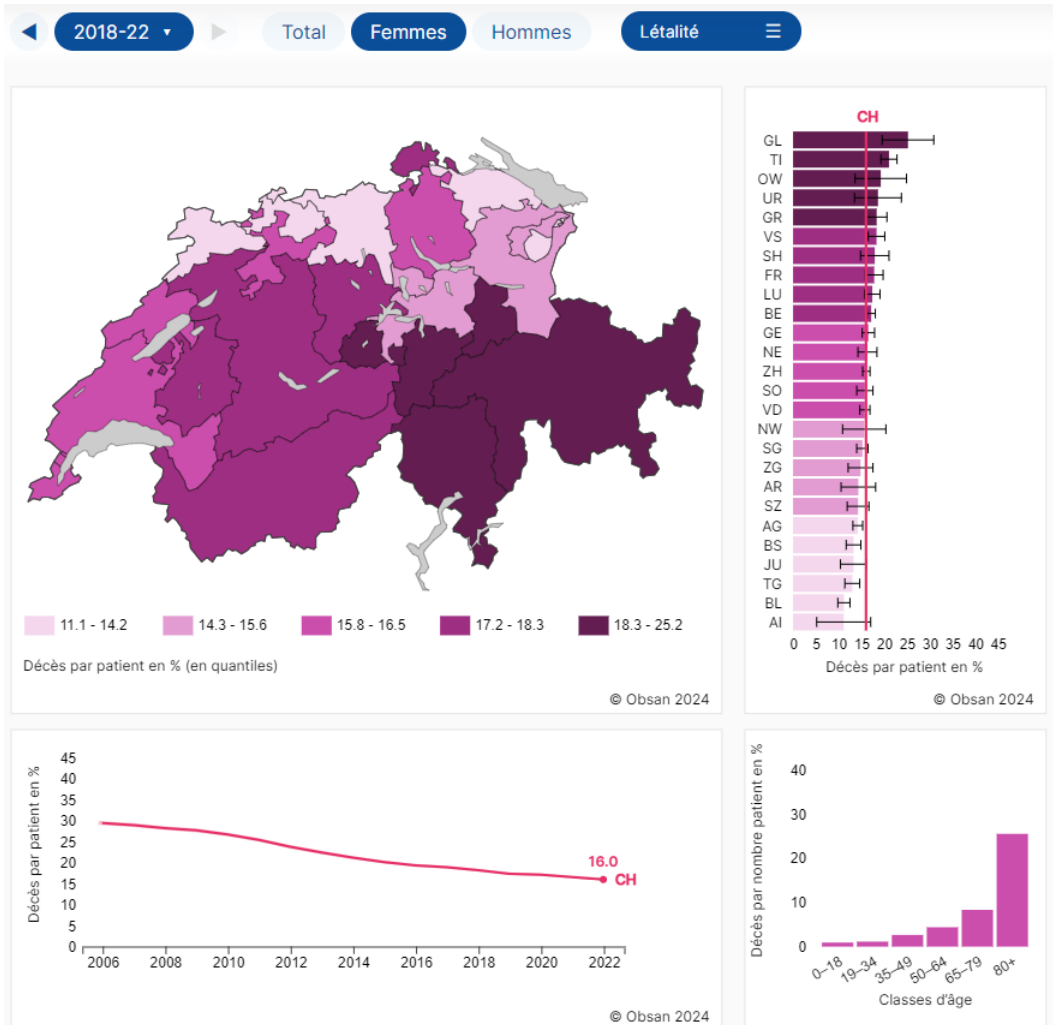 2018-22 Total Femmes Hommes Létalité
11.1 - 14.2 14.3 - 15.6 15.8 - 16.5 17.2 - 18.3 18.3 - 25.2
Décès par patient en % (en quantiles)
© Obsan 2024
CH
GL
TI
OW
UR
GR
VS
SH
FR
LU
BE
GE
NE
ZH
SO
VD
NW
SG
ZG
AR
SZ
AG
BS
JU
TG
BL
AI
0 5 10 15 20 25 30 35 40 45
Décès par patient en %
© Obsan 2024
Décès par patient en %
45
40
35
30
25
20
15
10
5
0
16.0
CH
2006 2008 2010 2012 2014 2016 2018 2020 2022
© Obsan 2024
Décès par nombre patient en %
40
30
20
10
0
0–18 19–34 35–49 50–64 65–79 80+
Classes d'âge